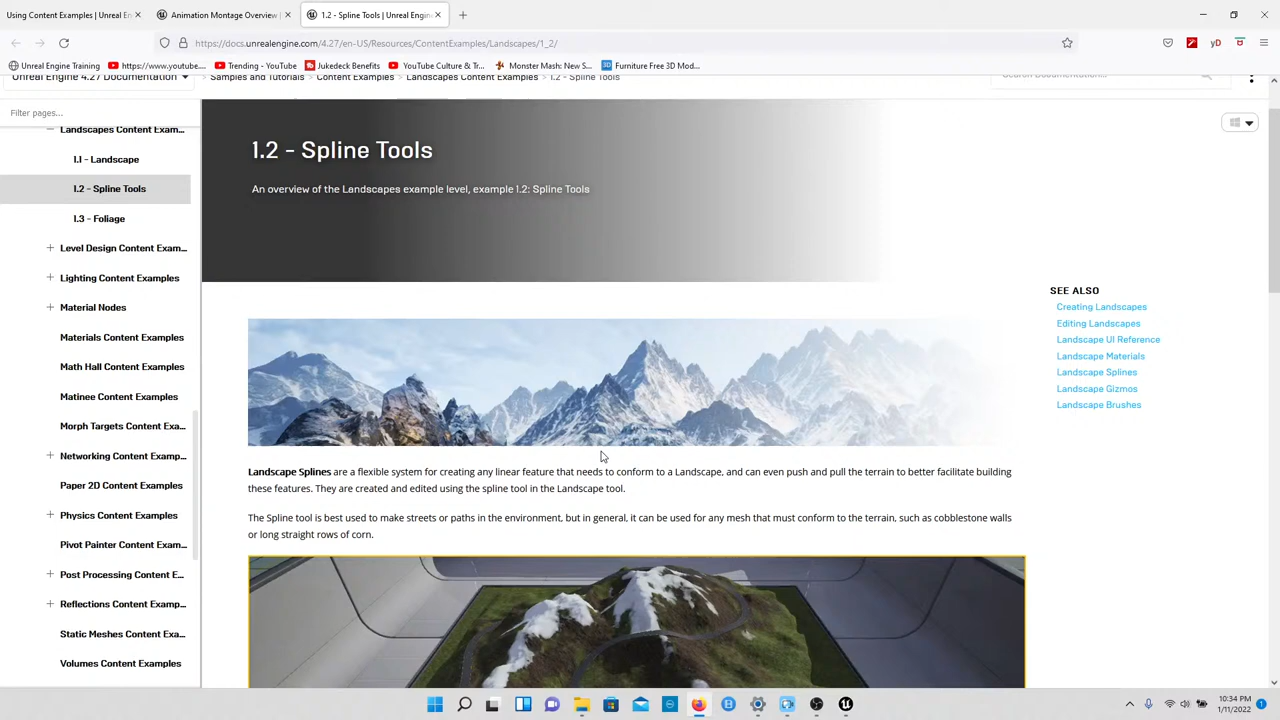 Using Content Examples | Unreal En
Using Content Examples | Unreal En
1.2 - Spline Tools | Unreal Engine
https://docs.unrealengine.com/4.27/en-US/Resources/ContentExamples/Landscapes/1_2/
Unreal Engine Training
https://www.youtube....
Trending - YouTube
Jukedeck Effects
YouTube Culture & Tr...
Monster Mash: New S...
Furniture Free 3D Mod...
Unreal Engine 4.27 Documentation
> Samples and Tutorials > Content Examples > Landscapes Content Examples > 1.2 - Spline Tools
Search Documentation...
Filter pages...
Landscapes Content Exam...
1.1 - Landscape
1.2 - Spline Tools
1.3 - Foliage
Level Design Content Exam...
Lighting Content Examples
Material Nodes
Materials Content Examples
Math Hall Content Examples
Matinee Content Examples
Morph Targets Content Exa...
Networking Content Examp...
Paper 2D Content Examples
Physics Content Examples
Pivot Painter Content Exam...
Post Processing Content E...
Reflections Content Examp...
Static Meshes Content Exa...
Volumes Content Examples
1.2 - Spline Tools
An overview of the Landscapes example level, example 1.2: Spline Tools
Landscape Splines are a flexible system for creating any linear feature that needs to conform to a Landscape, and can even push and pull the terrain to better facilitate building
these features. They are created and edited using the spline tool in the Landscape tool.
The Spline tool is best used to make streets or paths in the environment, but in general, it can be used for any mesh that must conform to the terrain, such as cobblestone walls
or long straight rows of corn.
SEE ALSO
Creating Landscapes
Editing Landscapes
Landscape UI Reference
Landscape Materials
Landscape Splines
Landscape Gizmos
Landscape Brushes
10:34 PM
1/11/2022